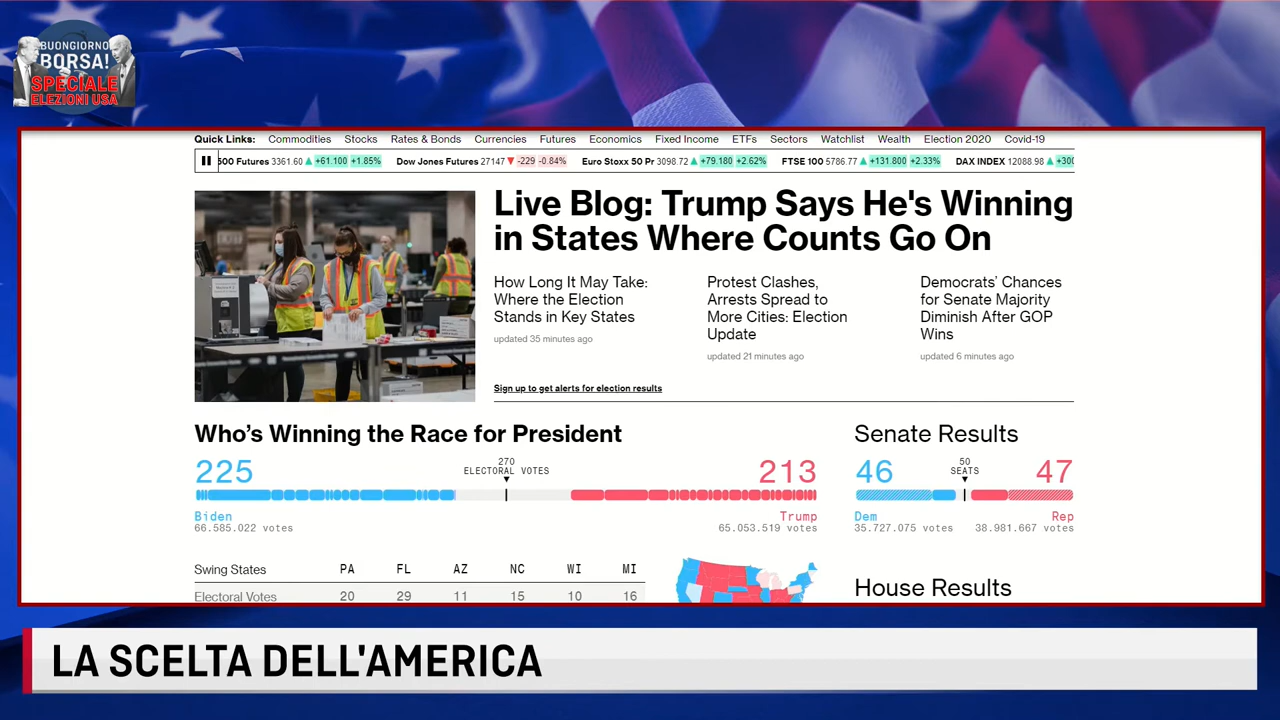 BUONGIORNO
BORSA!
SPECIALE
ELEZIONI USA
Quick Links: Commodities Stocks Rates & Bonds Currencies Futures Economics Fixed Income ETFs Sectors Watchlist Wealth Election 2020 Covid-19
500 Futures 3361.60 ▲ +61.100 +1.85% Dow Jones Futures 27147 ▼ -229 -0.84% Euro Stoxx 50 Pr 3098.72 ▲ +79.180 +2.62% FTSE 100 5786.77 ▲ +131.800 +2.33% DAX INDEX 12088.98 ▲ +300
Live Blog: Trump Says He's Winning
in States Where Counts Go On
How Long It May Take:
Where the Election
Stands in Key States
updated 35 minutes ago
Protest Clashes,
Arrests Spread to
More Cities: Election
Update
updated 21 minutes ago
Democrats' Chances
for Senate Majority
Diminish After GOP
Wins
updated 6 minutes ago
Sign up to get alerts for election results
Who's Winning the Race for President
225
270
ELECTORAL VOTES
213
Biden
66.585.022 votes
Trump
65.053.519 votes
Senate Results
46
50
SEATS
47
Dem
35.727.075 votes
Rep
38.981.667 votes
Swing States PA FL AZ NC WI MI
Electoral Votes 20 29 11 15 10 16
House Results
LA SCELTA DELL'AMERICA